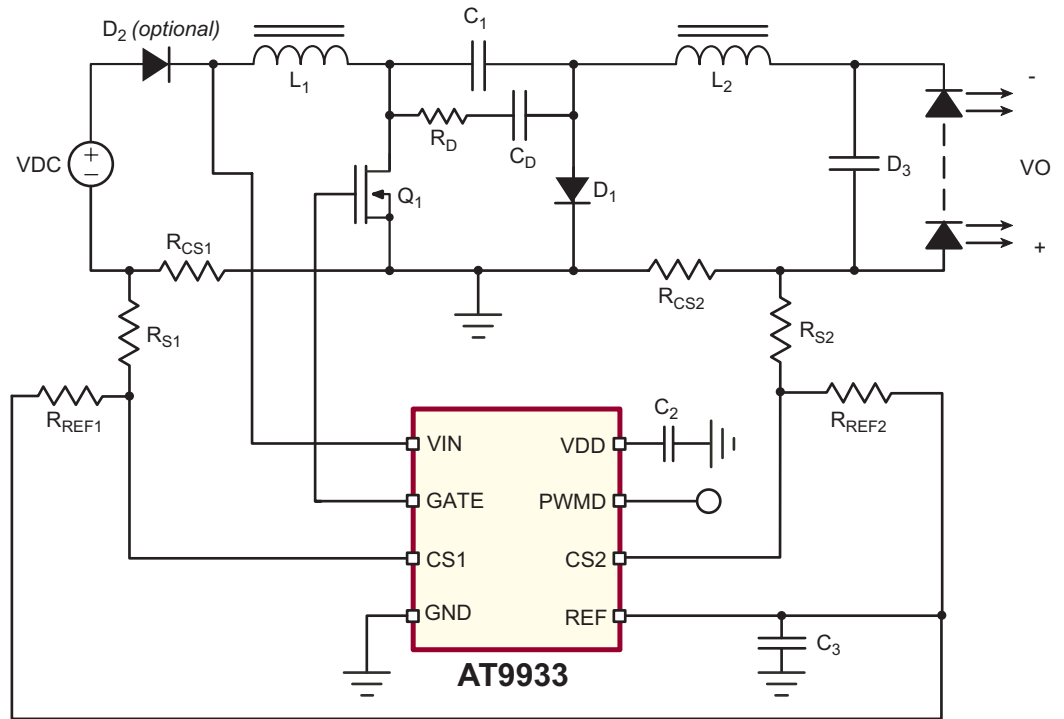 D2 (optional)
C1
L1
L2
-
RD
CD
VDC
+
−
Q1
D1
D3
VO
RCS1
+
RCS2
RS1
RS2
RREF1
C2
RREF2
VIN
VDD
GATE
PWMD
CS1
CS2
GND
REF
C3
AT9933